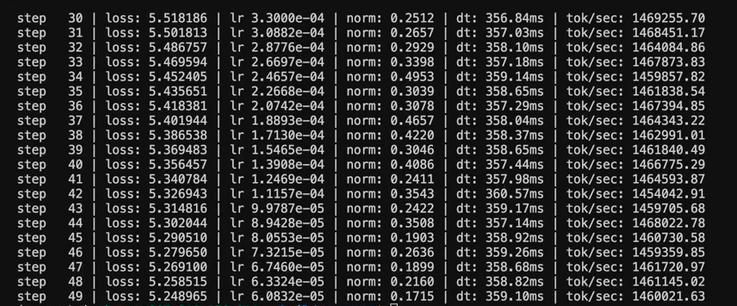 step 30 | loss: 5.518186 | lr 3.3000e-04 | norm: 0.2512 | dt: 356.84ms | tok/sec: 1469255.70
step 31 | loss: 5.501813 | lr 3.0882e-04 | norm: 0.2657 | dt: 357.03ms | tok/sec: 1468451.17
step 32 | loss: 5.486757 | lr 2.8776e-04 | norm: 0.2929 | dt: 358.10ms | tok/sec: 1464084.86
step 33 | loss: 5.469594 | lr 2.6697e-04 | norm: 0.3398 | dt: 357.18ms | tok/sec: 1467873.83
step 34 | loss: 5.452405 | lr 2.4657e-04 | norm: 0.4953 | dt: 359.14ms | tok/sec: 1459857.82
step 35 | loss: 5.435651 | lr 2.2668e-04 | norm: 0.3039 | dt: 358.65ms | tok/sec: 1461838.54
step 36 | loss: 5.418381 | lr 2.0742e-04 | norm: 0.3078 | dt: 357.29ms | tok/sec: 1467394.85
step 37 | loss: 5.401944 | lr 1.8893e-04 | norm: 0.4657 | dt: 358.04ms | tok/sec: 1464343.22
step 38 | loss: 5.386538 | lr 1.7130e-04 | norm: 0.4220 | dt: 358.37ms | tok/sec: 1462991.01
step 39 | loss: 5.369483 | lr 1.5465e-04 | norm: 0.3046 | dt: 358.65ms | tok/sec: 1461840.49
step 40 | loss: 5.356457 | lr 1.3908e-04 | norm: 0.4086 | dt: 357.44ms | tok/sec: 1466775.29
step 41 | loss: 5.340784 | lr 1.2469e-04 | norm: 0.2411 | dt: 357.98ms | tok/sec: 1464593.87
step 42 | loss: 5.326943 | lr 1.1157e-04 | norm: 0.3543 | dt: 360.57ms | tok/sec: 1454042.91
step 43 | loss: 5.314816 | lr 9.9787e-05 | norm: 0.2422 | dt: 359.17ms | tok/sec: 1459705.68
step 44 | loss: 5.302044 | lr 8.9428e-05 | norm: 0.3508 | dt: 357.14ms | tok/sec: 1468022.78
step 45 | loss: 5.290510 | lr 8.0553e-05 | norm: 0.1903 | dt: 358.92ms | tok/sec: 1460730.58
step 46 | loss: 5.279650 | lr 7.3215e-05 | norm: 0.2636 | dt: 359.26ms | tok/sec: 1459359.85
step 47 | loss: 5.269100 | lr 6.7460e-05 | norm: 0.1899 | dt: 358.68ms | tok/sec: 1461720.97
step 48 | loss: 5.258515 | lr 6.3324e-05 | norm: 0.2160 | dt: 358.82ms | tok/sec: 1461145.02
step 49 | loss: 5.248965 | lr 6.0832e-05 | norm: 0.1715 | dt: 359.10ms | tok/sec: 1460021.63